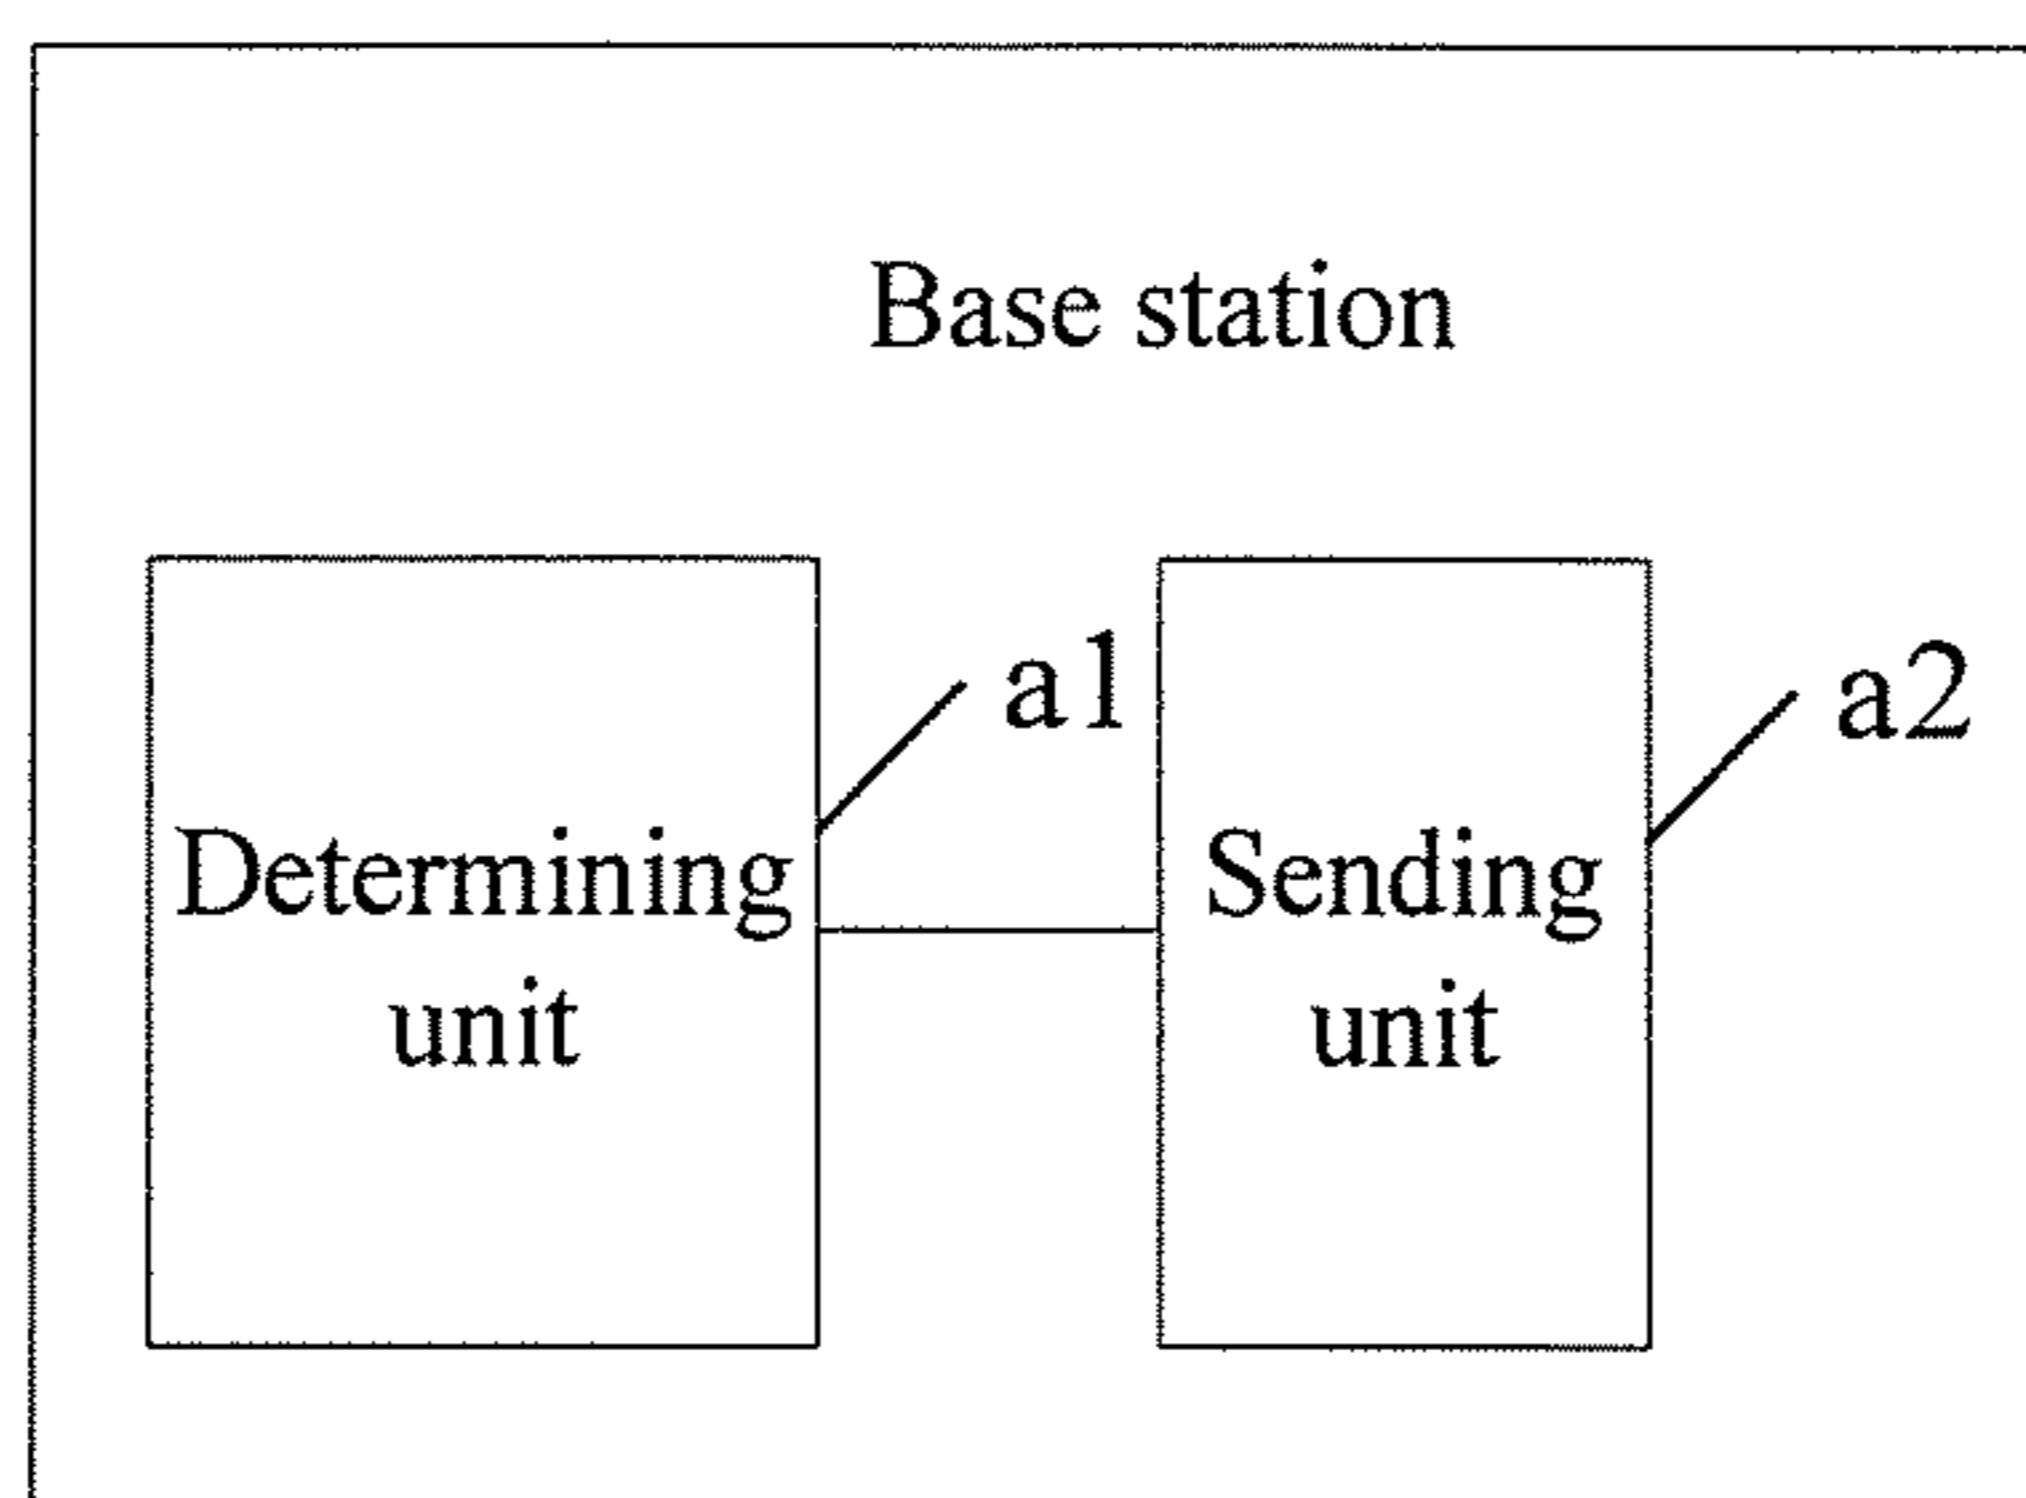 Base station
a1
a2
Determining
unit
Sending
unit